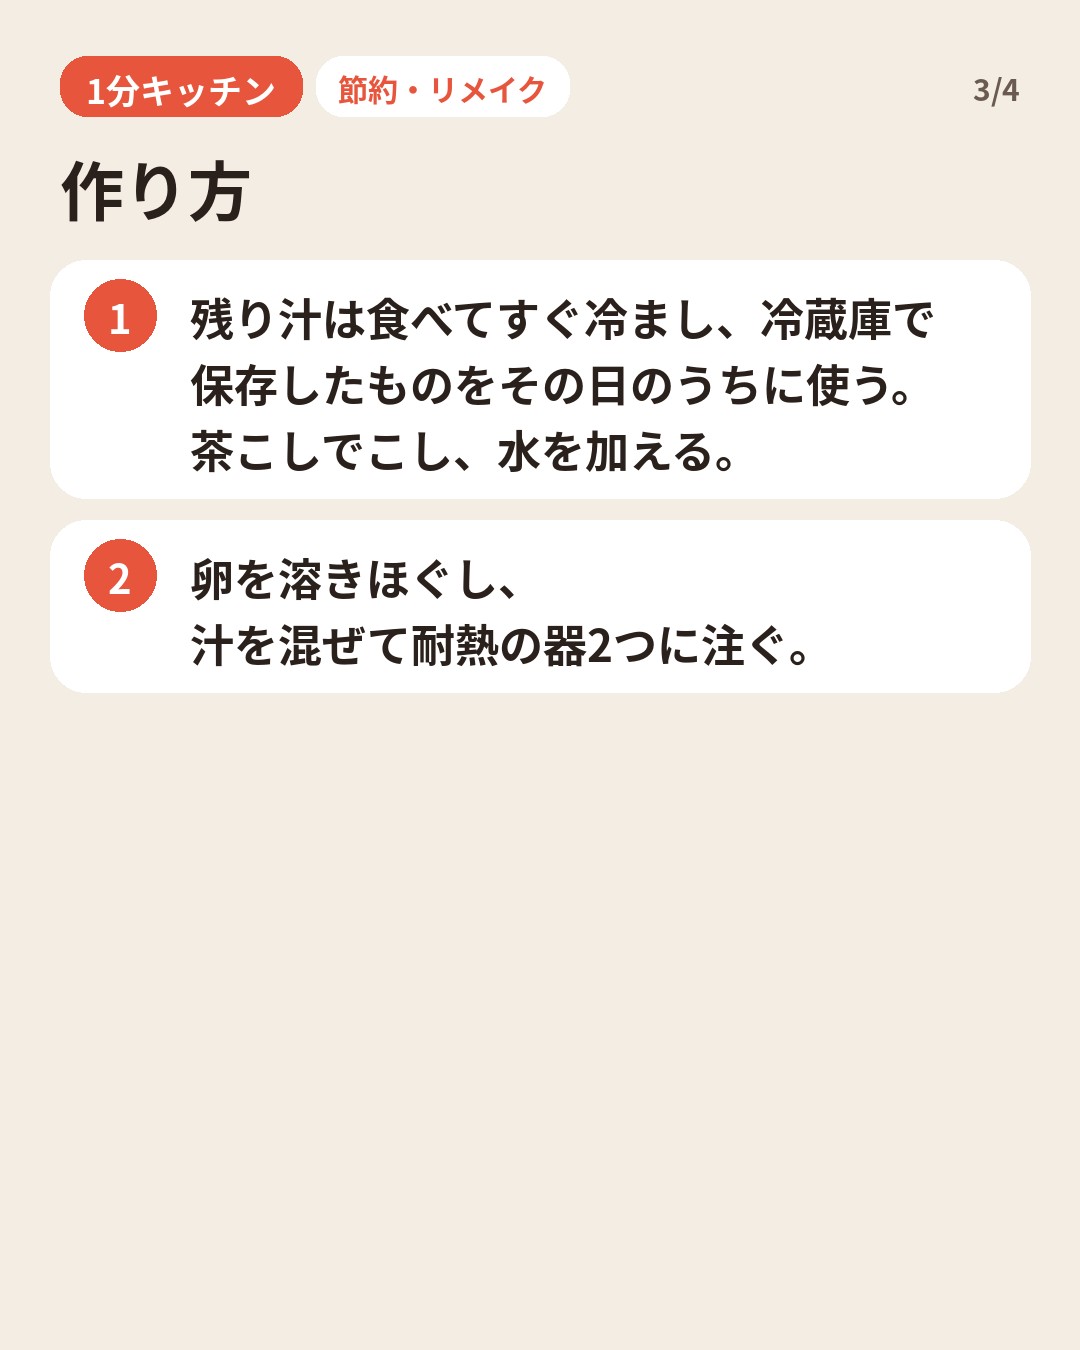 1分キッチン
節約・リメイク
3/4
作り方
1
残り汁は食べてすぐ冷まし、冷蔵庫で
保存したものをその日のうちに使う。
茶こしでこし、水を加える。
2
卵を溶きほぐし、
汁を混ぜて耐熱の器2つに注ぐ。